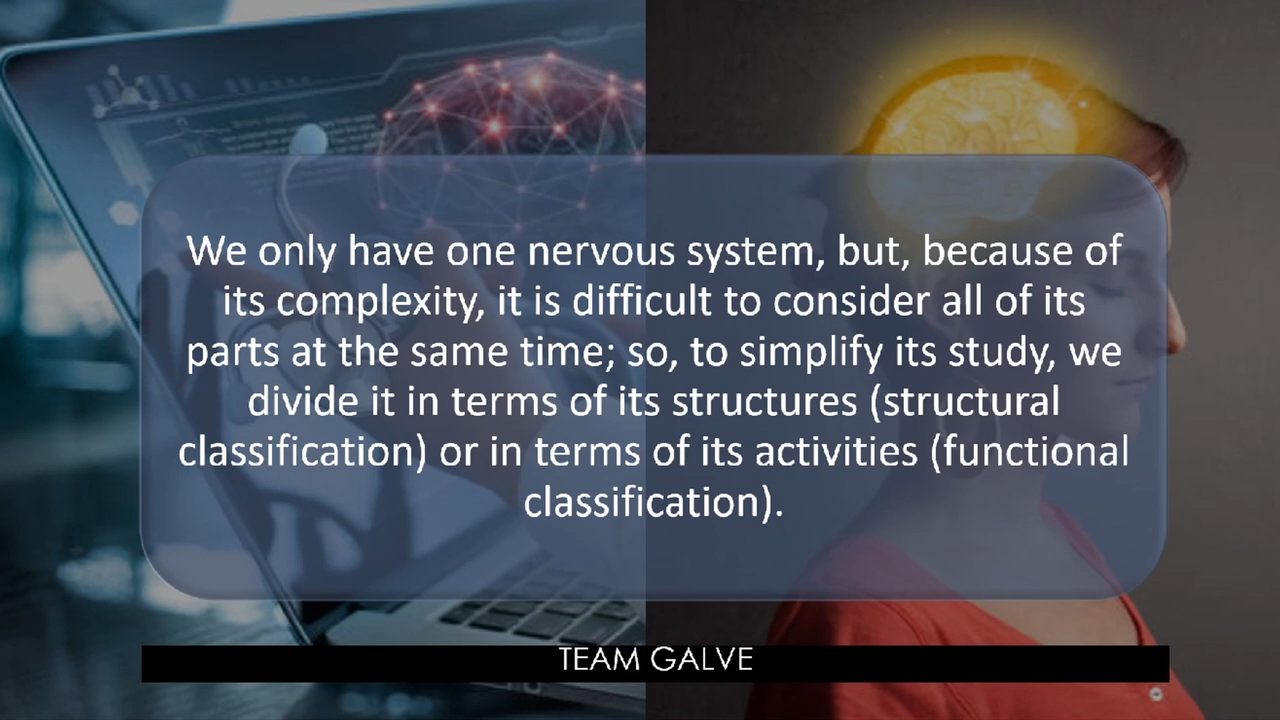 We only have one nervous system, but, because of
its complexity, it is difficult to consider all of its
parts at the same time; so, to simplify its study, we
divide it in terms of its structures (structural
classification) or in terms of its activities (functional
classification).
TEAM GALVE